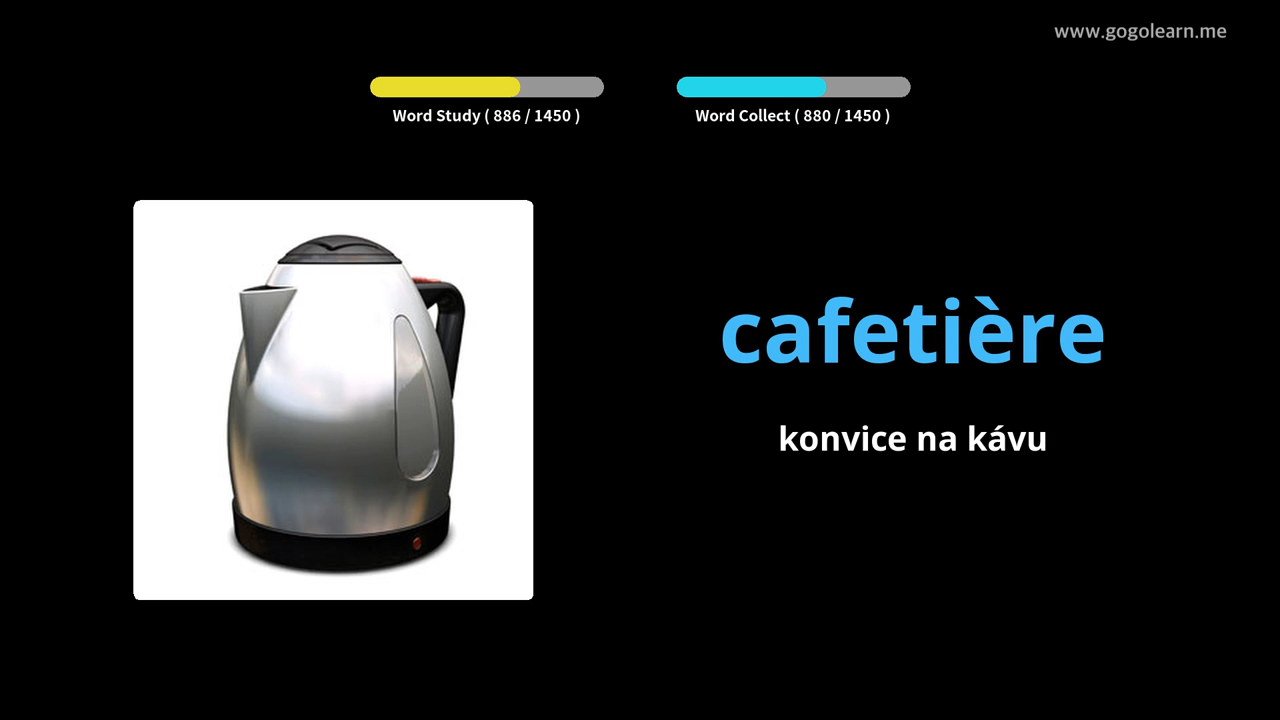 www.gogolearn.me
Word Study ( 886 / 1450 )
Word Collect ( 880 / 1450 )
cafetière
konvice na kávu